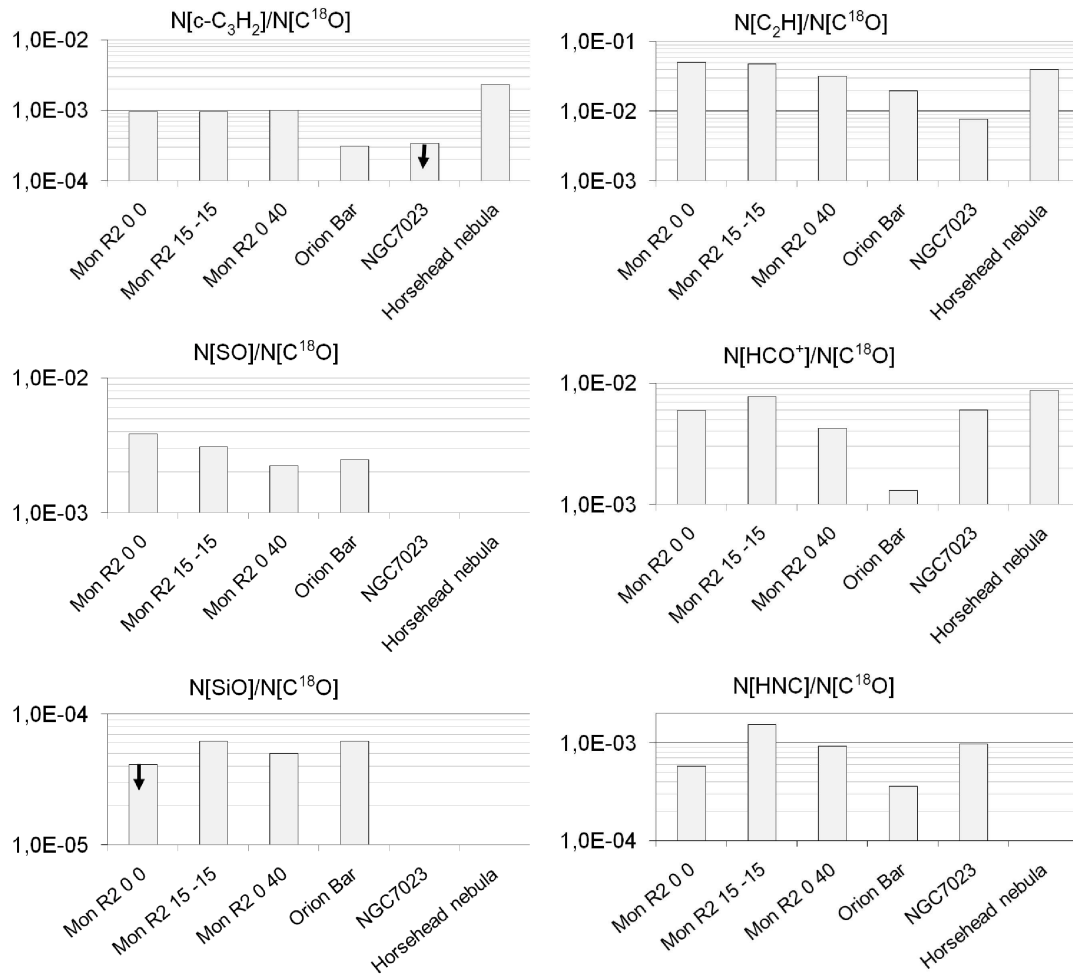 N[c-C₃H₂]/N[C¹⁸O]
1,0E-02
1,0E-03
1,0E-04
Mon R2 0 0
Mon R2 15 -15
Mon R2 0 40
Orion Bar
NGC7023
Horsehead nebula
N[C₂H]/N[C¹⁸O]
1,0E-01
1,0E-02
1,0E-03
Mon R2 0 0
Mon R2 15 -15
Mon R2 0 40
Orion Bar
NGC7023
Horsehead nebula
N[SO]/N[C¹⁸O]
1,0E-02
1,0E-03
Mon R2 0 0
Mon R2 15 -15
Mon R2 0 40
Orion Bar
NGC7023
Horsehead nebula
N[HCO⁺]/N[C¹⁸O]
1,0E-02
1,0E-03
Mon R2 0 0
Mon R2 15 -15
Mon R2 0 40
Orion Bar
NGC7023
Horsehead nebula
N[SiO]/N[C¹⁸O]
1,0E-04
1,0E-05
Mon R2 0 0
Mon R2 15 -15
Mon R2 0 40
Orion Bar
NGC7023
Horsehead nebula
N[HNC]/N[C¹⁸O]
1,0E-03
1,0E-04
Mon R2 0 0
Mon R2 15 -15
Mon R2 0 40
Orion Bar
NGC7023
Horsehead nebula